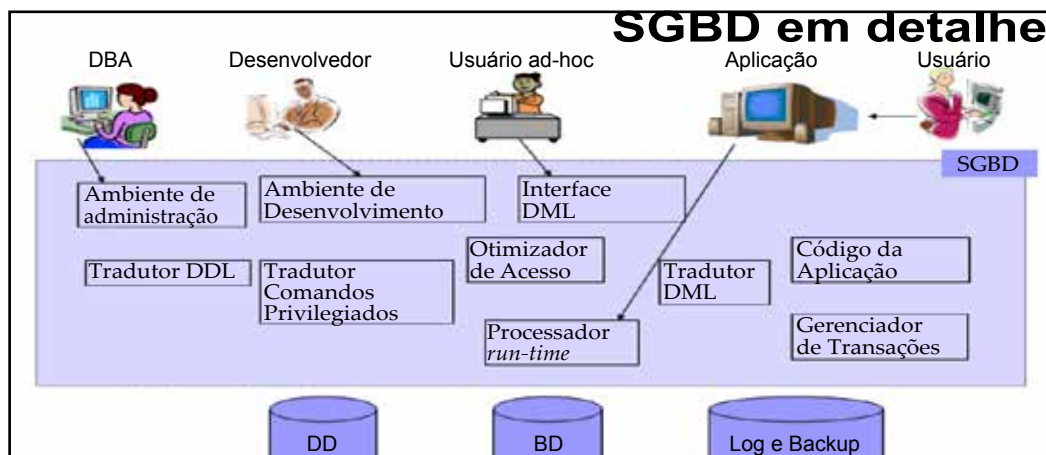 SGBD em detalhe
DBA
Desenvolvedor
Usuário ad-hoc
Aplicação
Usuário
SGBD
Ambiente de
administração
Ambiente de
Desenvolvimento
Interface
DML
Otimizador
de Acesso
Código da
Aplicação
Tradutor DDL
Tradutor
Comandos
Privilegiados
Tradutor
DML
Processador
run-time
Gerenciador
de Transações
DD
BD
Log e Backup